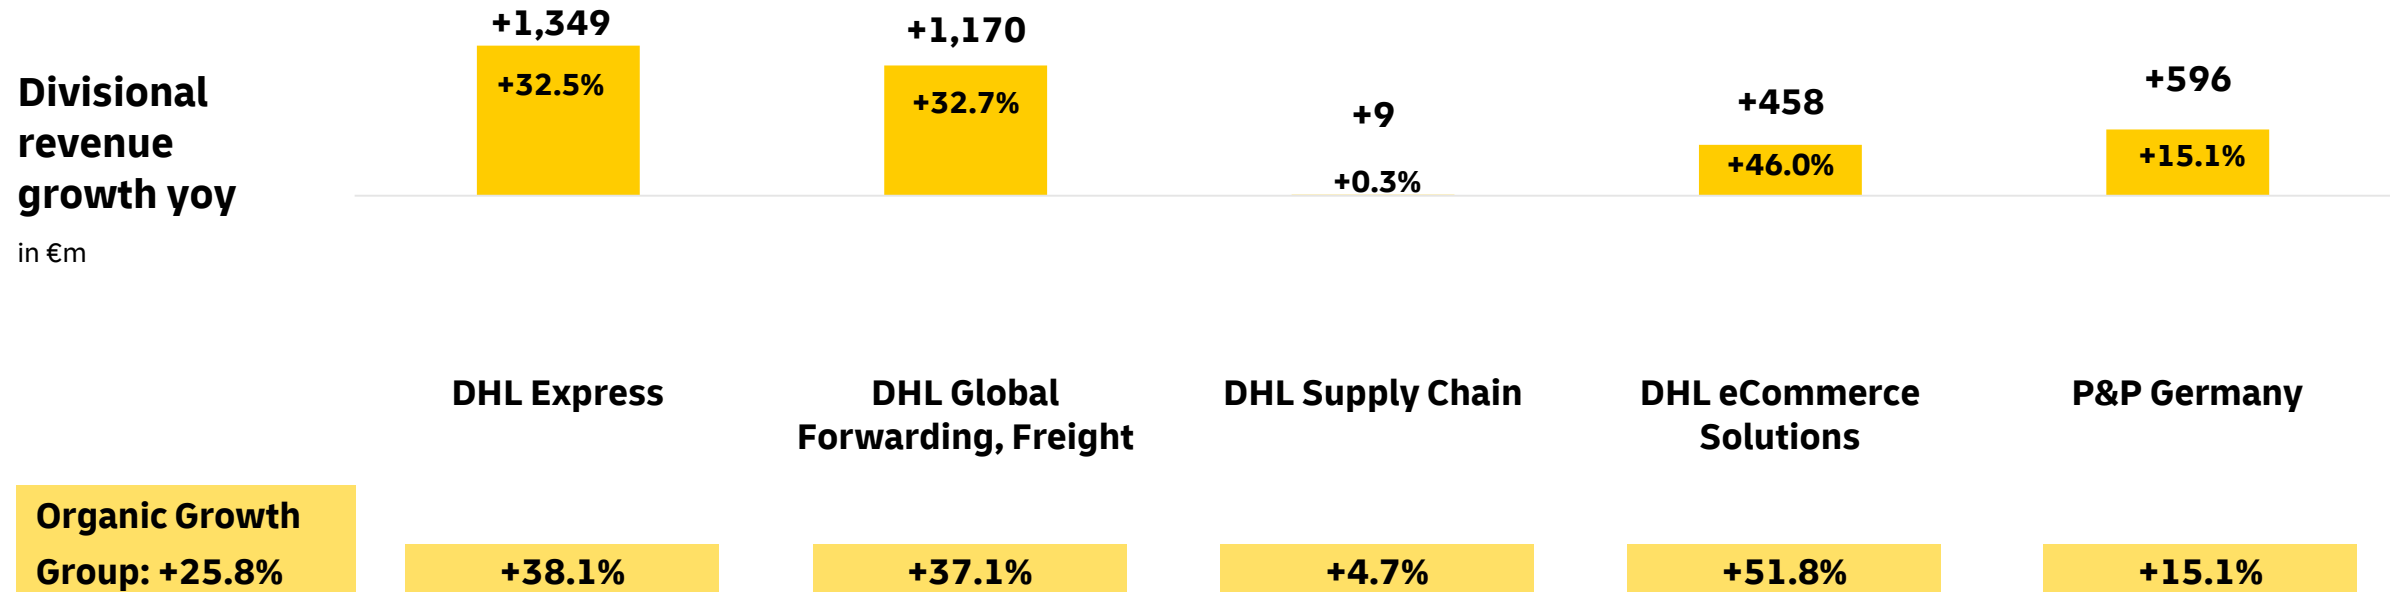 Divisional
revenue
growth yoy
in €m
+1,349
+32.5%
+1,170
+32.7%
+9
+0.3%
+458
+46.0%
+596
+15.1%
DHL Express
DHL Global
Forwarding, Freight
DHL Supply Chain
DHL eCommerce
Solutions
P&P Germany
Organic Growth
Group: +25.8%
+38.1%
+37.1%
+4.7%
+51.8%
+15.1%